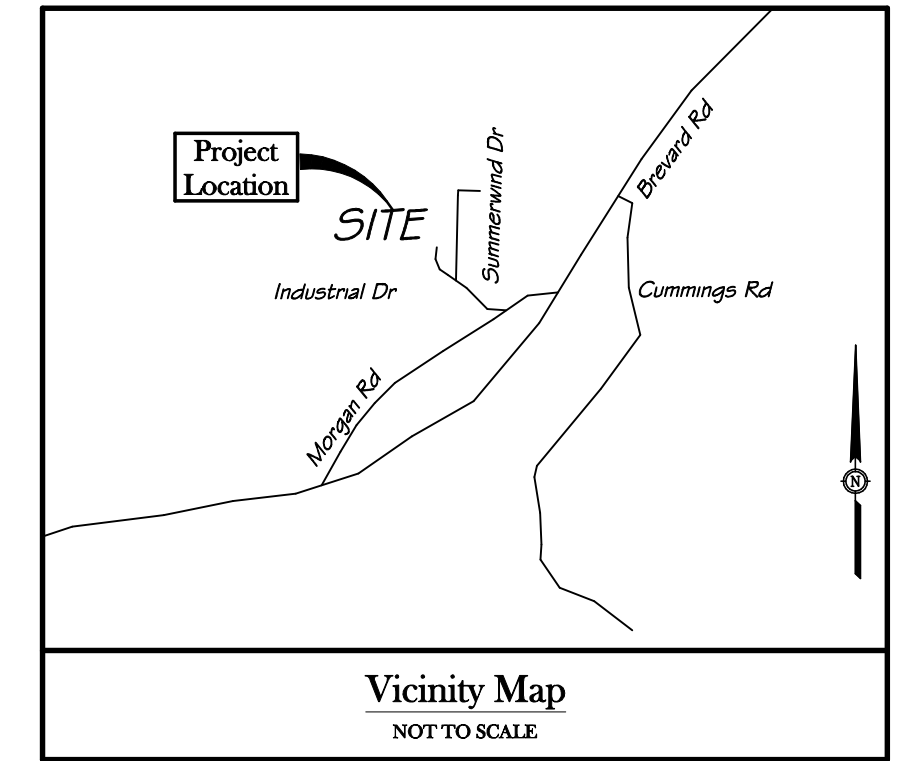 Project
Location
SITE
Summerwind Dr
Brevard Rd
Industrial Dr
Cummings Rd
Morgan Rd
N
Vicinity Map
NOT TO SCALE